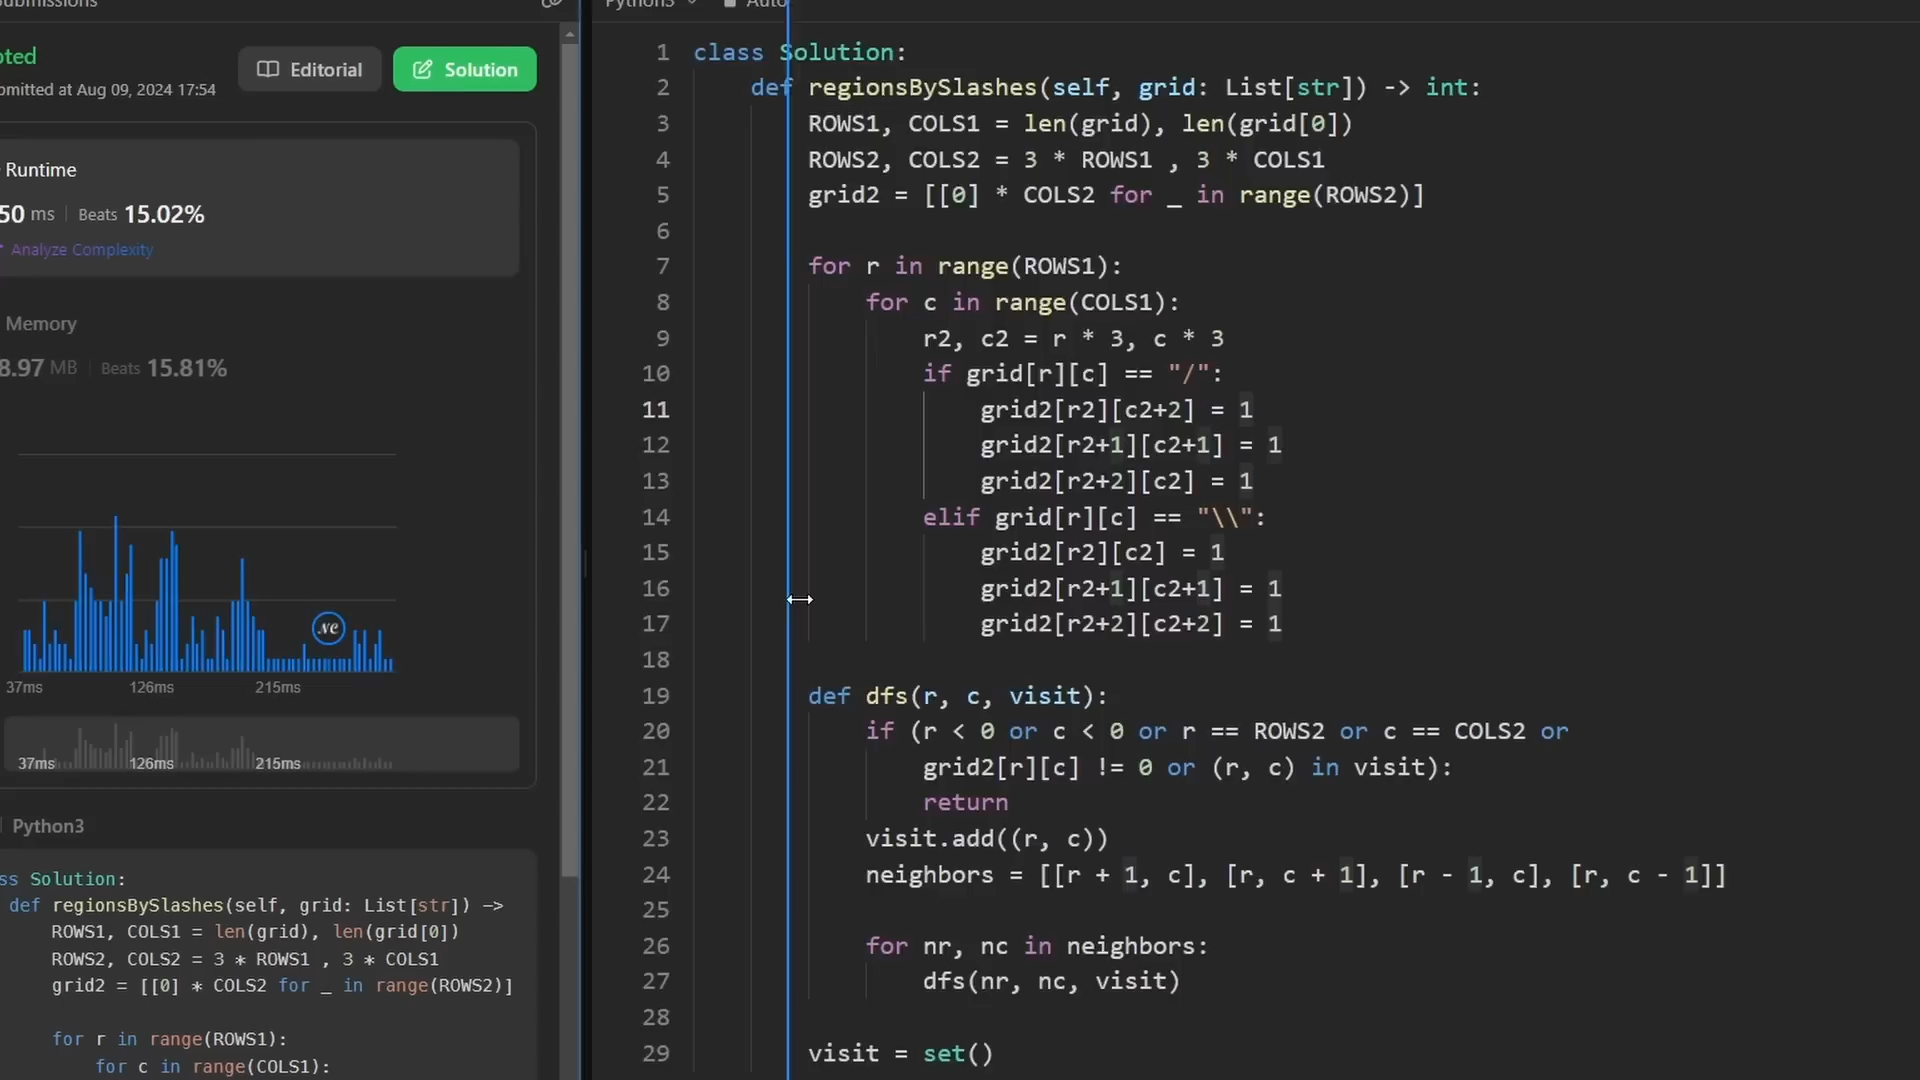 ubmissions
Python3
Auto
pted
Editorial
Solution
omitted at Aug 09, 2024 17:54
Runtime
50 ms | Beats 15.02%
Analyze Complexity
Memory
8.97 MB | Beats 15.81%
NC
37ms 126ms 215ms
37ms 126ms 215ms
Python3
ss Solution:
def regionsBySlashes(self, grid: List[str]) ->
ROWS1, COLS1 = len(grid), len(grid[0])
ROWS2, COLS2 = 3 * ROWS1 , 3 * COLS1
grid2 = [[0] * COLS2 for _ in range(ROWS2)]
for r in range(ROWS1):
for c in range(COLS1):
1 class Solution:
2 def regionsBySlashes(self, grid: List[str]) -> int:
3 ROWS1, COLS1 = len(grid), len(grid[0])
4 ROWS2, COLS2 = 3 * ROWS1 , 3 * COLS1
5 grid2 = [[0] * COLS2 for _ in range(ROWS2)]
6
7 for r in range(ROWS1):
8 for c in range(COLS1):
9 r2, c2 = r * 3, c * 3
10 if grid[r][c] == "/":
11 grid2[r2][c2+2] = 1
12 grid2[r2+1][c2+1] = 1
13 grid2[r2+2][c2] = 1
14 elif grid[r][c] == "\\":
15 grid2[r2][c2] = 1
16 grid2[r2+1][c2+1] = 1
17 grid2[r2+2][c2+2] = 1
18
19 def dfs(r, c, visit):
20 if (r < 0 or c < 0 or r == ROWS2 or c == COLS2 or
21 grid2[r][c] != 0 or (r, c) in visit):
22 return
23 visit.add((r, c))
24 neighbors = [[r + 1, c], [r, c + 1], [r - 1, c], [r, c - 1]]
25
26 for nr, nc in neighbors:
27 dfs(nr, nc, visit)
28
29 visit = set()